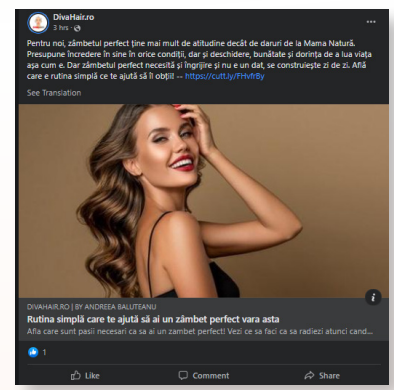 DivaHair.ro
3 hrs ·
Pentru noi, zâmbetul perfect ține mai mult de atitudine decât de daruri de la Mama Natură.
Presupune încredere în sine în orice condiții, dar și deschidere, bunătate și dorința de a lua viața
așa cum e. Dar zâmbetul perfect necesită și îngrijire și nu e un dat, se construiește zi de zi. Află
care e rutina simplă ce te ajută să îl obții! -- https://cutt.ly/FHvfrBy
See Translation
DIVAHAIR.RO | BY ANDREEA BALUTEANU
Rutina simplă care te ajută să ai un zâmbet perfect vara asta
Afla care sunt pasii necesari ca sa ai un zambet perfect! Vezi ce sa faci ca sa radiezi atunci cand...
1
Like
Comment
Share